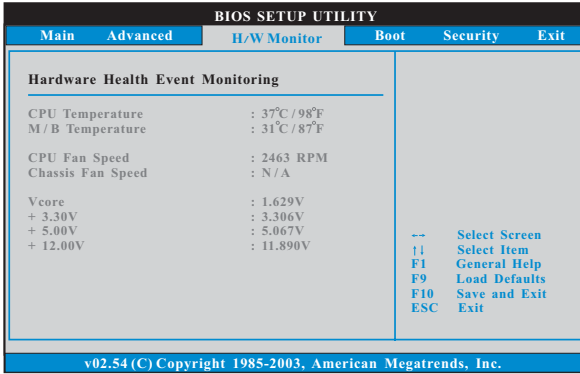 BIOS SETUP UTILITY
Main Advanced H/W Monitor Boot Security Exit
Hardware Health Event Monitoring
CPU Temperature : 37°C / 98°F
M / B Temperature : 31°C / 87°F
CPU Fan Speed : 2463 RPM
Chassis Fan Speed : N / A
Vcore : 1.629V
+ 3.30V : 3.306V
+ 5.00V : 5.067V
+ 12.00V : 11.890V
←→ Select Screen
↑↓ Select Item
F1 General Help
F9 Load Defaults
F10 Save and Exit
ESC Exit
v02.54 (C) Copyright 1985-2003, American Megatrends, Inc.